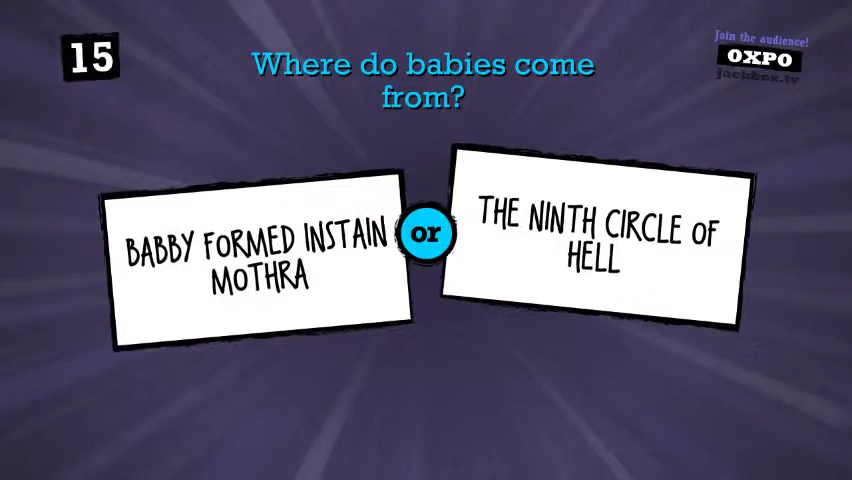 15
Where do babies come
from?
Join the audience!
OXPO
jackbox.tv
BABBY FORMED INSTAIN
MOTHRA
or
THE NINTH CIRCLE OF
HELL